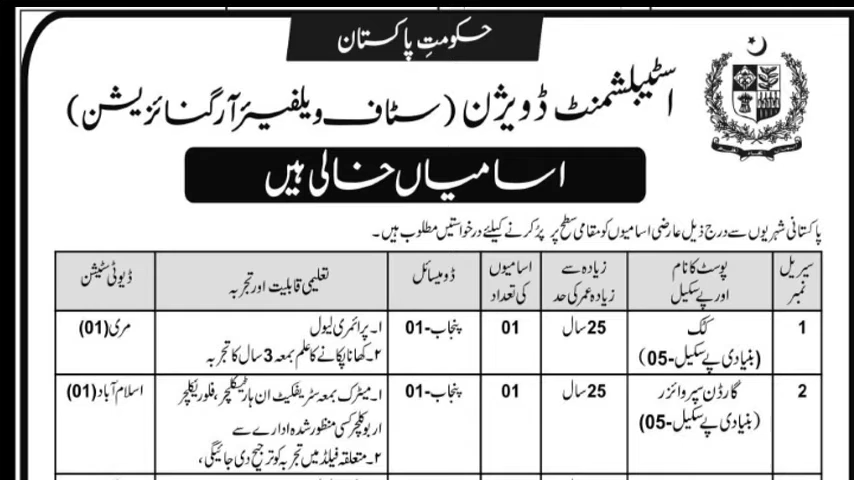 حکومتِ پاکستان
اسٹیبلشمنٹ ڈویژن (سٹاف ویلفیئر آرگنائزیشن)
اسامیاں خالی ہیں
پاکستانی شہریوں سے درج ذیل عارضی اسامیوں کو مقامی سطح پر پُر کرنے کیلئے درخواستیں مطلوب ہیں۔
سیریل نمبر
پوسٹ کا نام اور پے سکیل
زیادہ سے زیادہ عمر کی حد
اسامیوں کی تعداد
ڈومیسائل
تعلیمی قابلیت اور تجربہ
ڈیوٹی سٹیشن
1
کک
(بنیادی پے سکیل-05)
25 سال
01
پنجاب-01
۱۔ پرائمری لیول
۲۔ کھانا پکانے کا علم بمعہ 3 سال کا تجربہ
مری (01)
2
گارڈن سپروائزر
(بنیادی پے سکیل-05)
25 سال
01
پنجاب-01
۱۔ میٹرک بمعہ سٹریفکیٹ ان ہارٹیکلچر، فلوریکلچر
اربوکلچر کسی منظور شدہ ادارے سے
۲۔ متعلقہ فیلڈ میں تجربہ کو ترجیح دی جائیگی،
اسلام آباد (01)